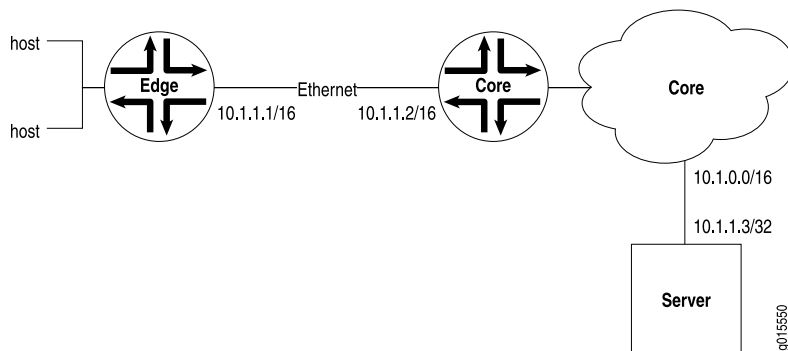 host
Edge
Ethernet
Core
Core
host
10.1.1.1/16
10.1.1.2/16
10.1.0.0/16
10.1.1.3/32
Server
g015550